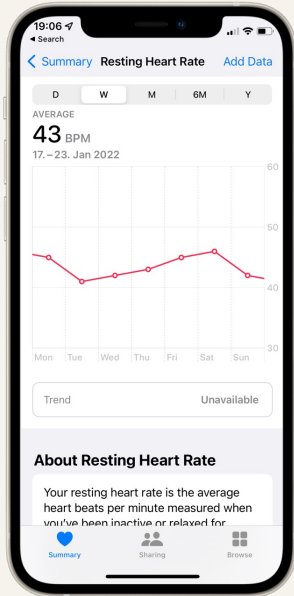 19:06
◀ Search
Summary Resting Heart Rate Add Data
D W M 6M Y
AVERAGE
43 BPM
17.–23. Jan 2022
60
50
40
30
Mon Tue Wed Thu Fri Sat Sun
Trend Unavailable
About Resting Heart Rate
Your resting heart rate is the average
heart beats per minute measured when
you've been inactive or relaxed for
Summary Sharing Browse